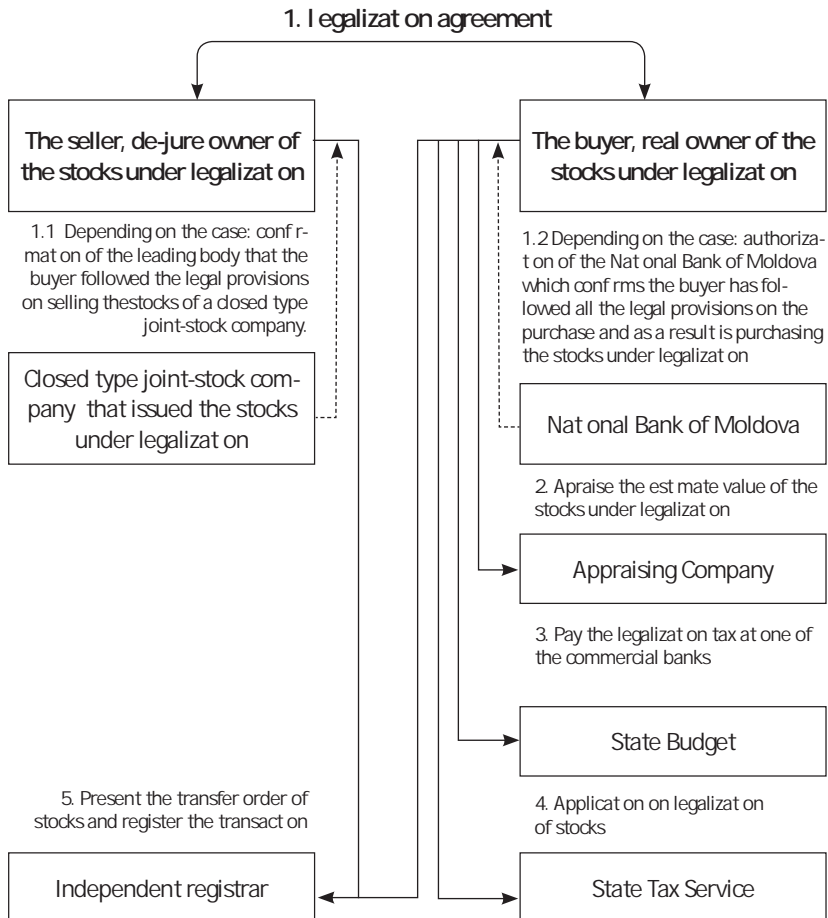 1. legalizat on agreement
The seller, de-jure owner of
the stocks under legalizat on
The buyer, real owner of the
stocks under legalizat on
1.1 Depending on the case: conf r-
mat on of the leading body that the
buyer followed the legal provisions
on selling thestocks of a closed type
joint-stock company.
1.2 Depending on the case: authoriza-
t on of the Nat onal Bank of Moldova
which conf rms the buyer has fol-
lowed all the legal provisions on the
purchase and as a result is purchasing
the stocks under legalizat on
Closed type joint-stock com-
pany that issued the stocks
under legalizat on
Nat onal Bank of Moldova
2. Apraise the est mate value of the
stocks under legalizat on
Appraising Company
3. Pay the legalizat on tax at one of
the commercial banks
State Budget
5. Present the transfer order of
stocks and register the transact on
4. Applicat on on legalizat on
of stocks
Independent registrar
State Tax Service